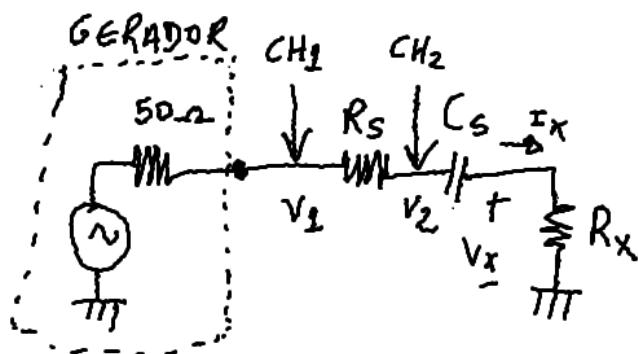 GERADOR
50Ω
CH1
CH2
RS
CS
IX
V1
V2
+
VX
-
RX